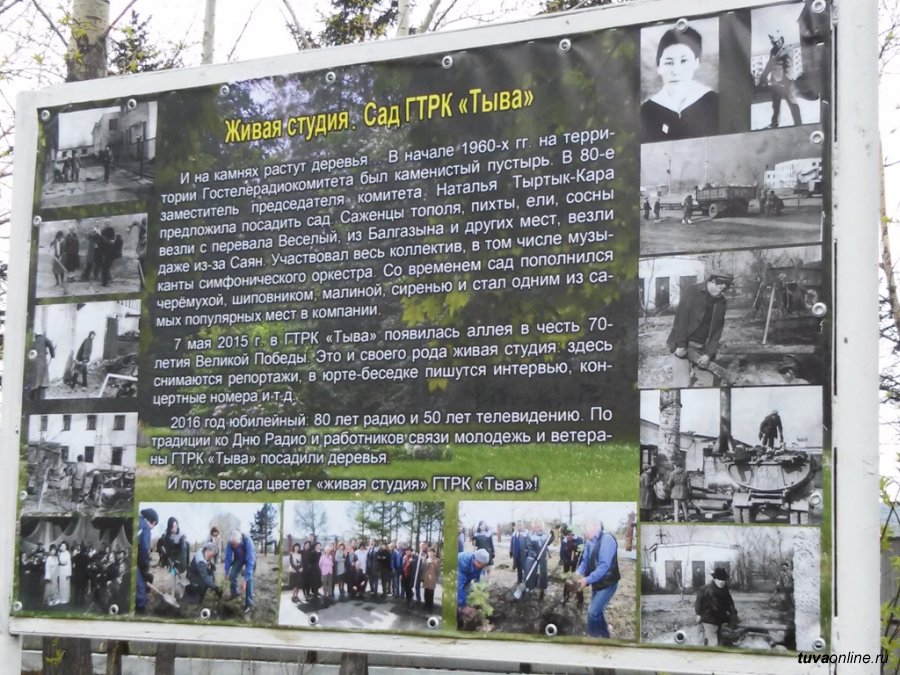 Живая студия. Сад ГТРК «Тыва»
И на камнях растут деревья... В начале 1960-х гг. на терри-
тории Гостелерадиокомитета был каменистый пустырь. В 80-е
заместитель председателя комитета Наталья Тыртык-Кара
предложила посадить сад. Саженцы тополя, пихты, ели, сосны
везли с перевала Веселый, из Балгазына и других мест, везли
даже из-за Саян. Участвовал весь коллектив, в том числе музы-
канты симфонического оркестра. Со временем сад пополнился
черёмухой, шиповником, малиной, сиренью и стал одним из са-
мых популярных мест в компании.
7 мая 2015 г. в ГТРК «Тыва» появилась аллея в честь 70-
летия Великой Победы. Это и своего рода живая студия: здесь
снимаются репортажи, в юрте-беседке пишутся интервью, кон-
цертные номера и т.д.
2016 год юбилейный: 80 лет радио и 50 лет телевидению. По
традиции ко Дню Радио и работников связи молодежь и ветера-
ны ГТРК «Тыва» посадили деревья.
И пусть всегда цветет «живая студия» ГТРК «Тыва»!
tuvaonline.ru